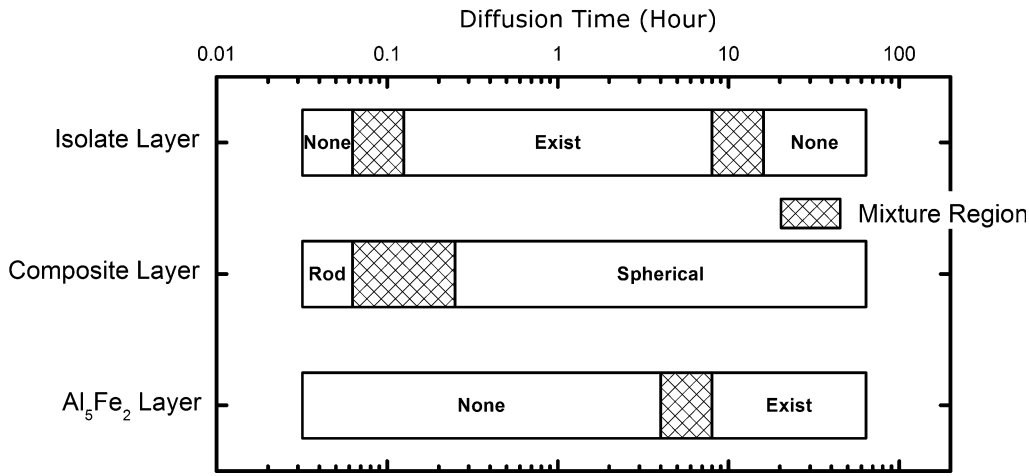 Diffusion Time (Hour)
0.01 0.1 1 10 100
Isolate Layer None Exist None
Mixture Region
Composite Layer Rod Spherical
Al₅Fe₂ Layer None Exist